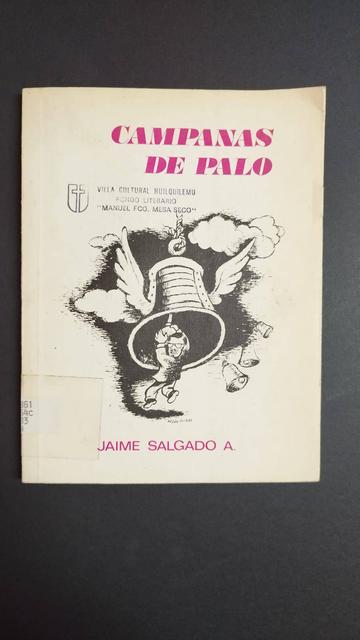 CAMPANAS
DE PALO
VILLA CULTURAL HUILQUILEMU
FONDO LITERARIO
"MANUEL FCO. MESA SECO"
JAIME SALGADO A.